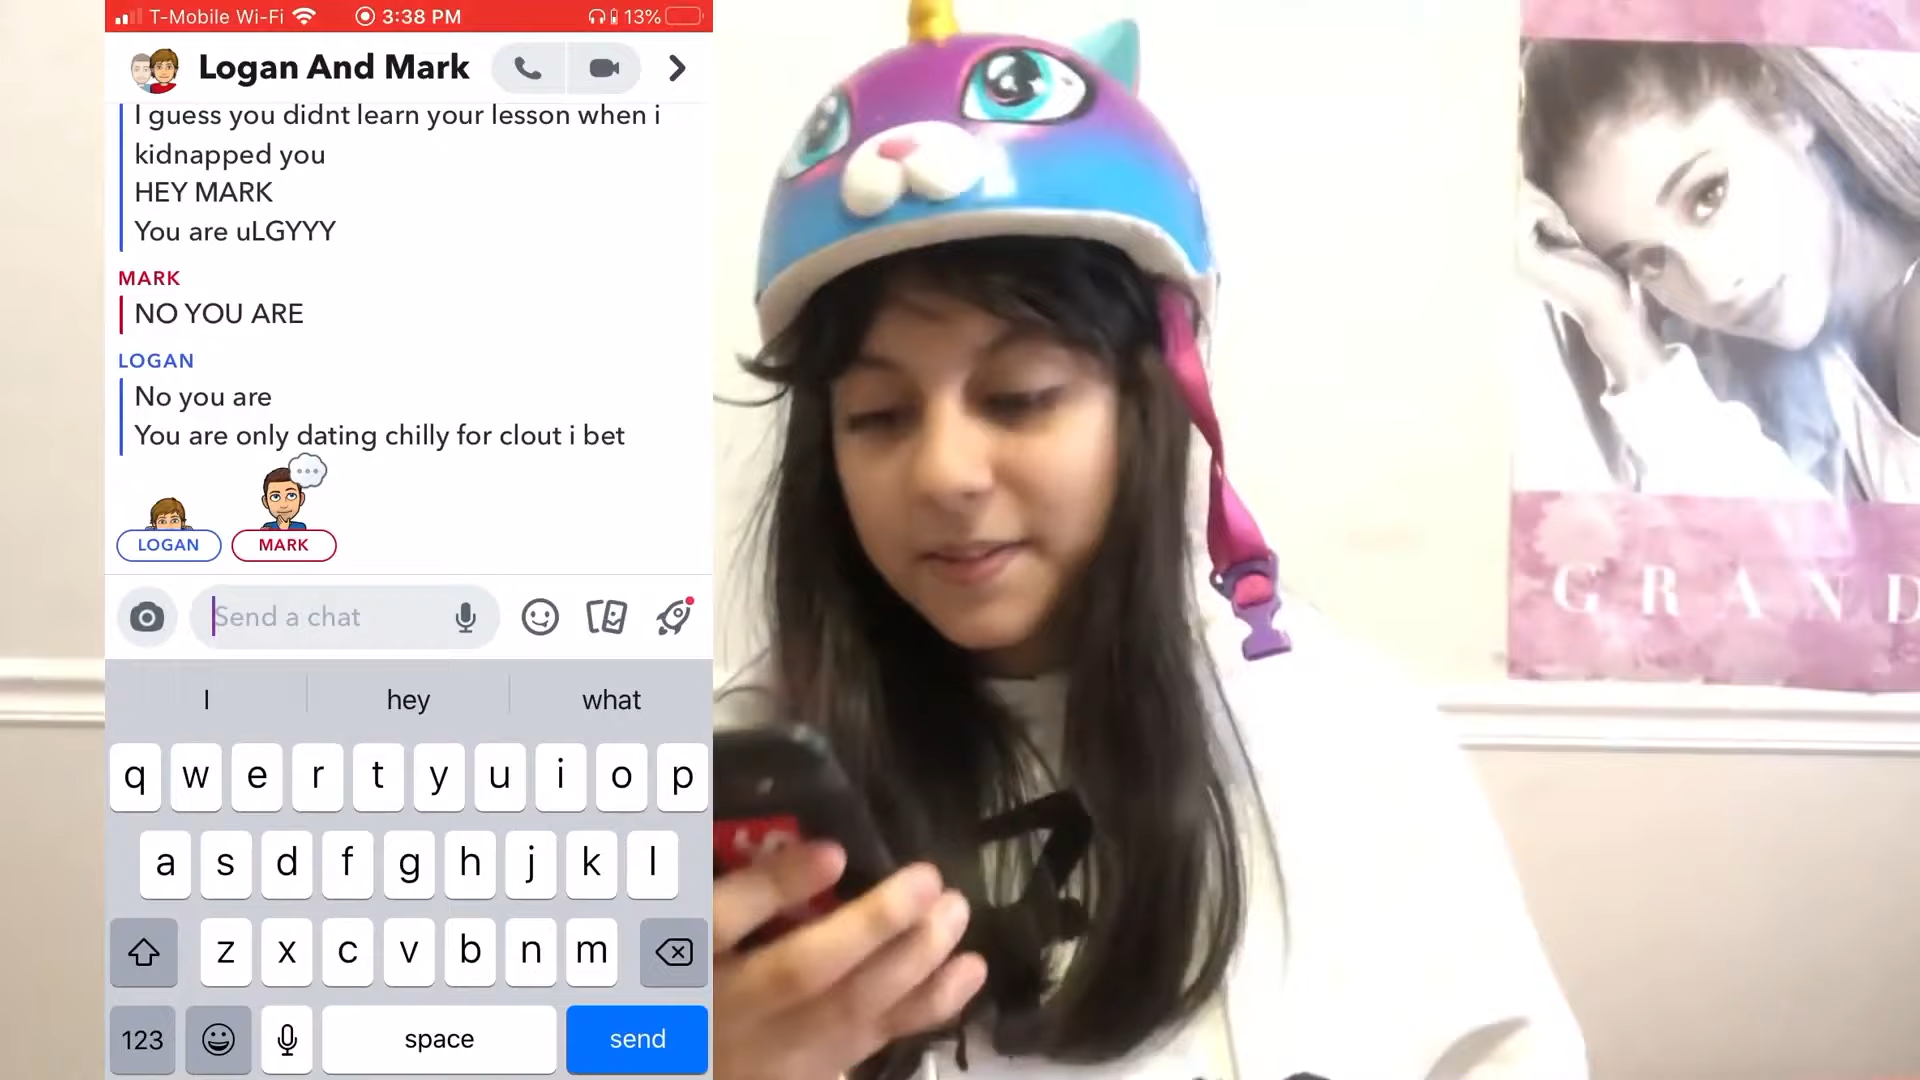 T-Mobile Wi-Fi 3:38 PM 13%
Logan And Mark
I guess you didnt learn your lesson when i
kidnapped you
HEY MARK
You are uLGYYY
MARK
NO YOU ARE
LOGAN
No you are
You are only dating chilly for clout i bet
LOGAN MARK
Send a chat
I hey what
q w e r t y u i o p
a s d f g h j k l
z x c v b n m
123 space send
GRAND